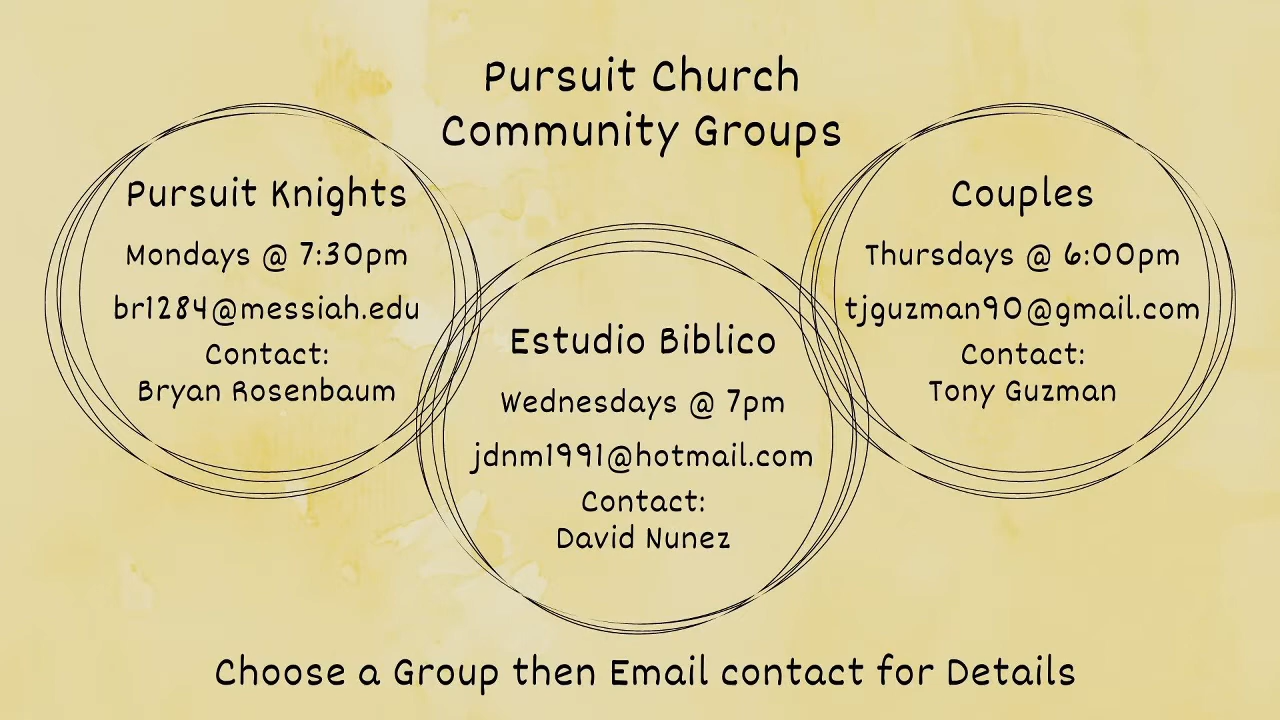 Pursuit Church
Community Groups
Pursuit Knights
Mondays @ 7:30pm
br1284@messiah.edu
Contact:
Bryan Rosenbaum
Estudio Biblico
Wednesdays @ 7pm
jdnm1991@hotmail.com
Contact:
David Nunez
Couples
Thursdays @ 6:00pm
tjguzman90@gmail.com
Contact:
Tony Guzman
Choose a Group then Email contact for Details